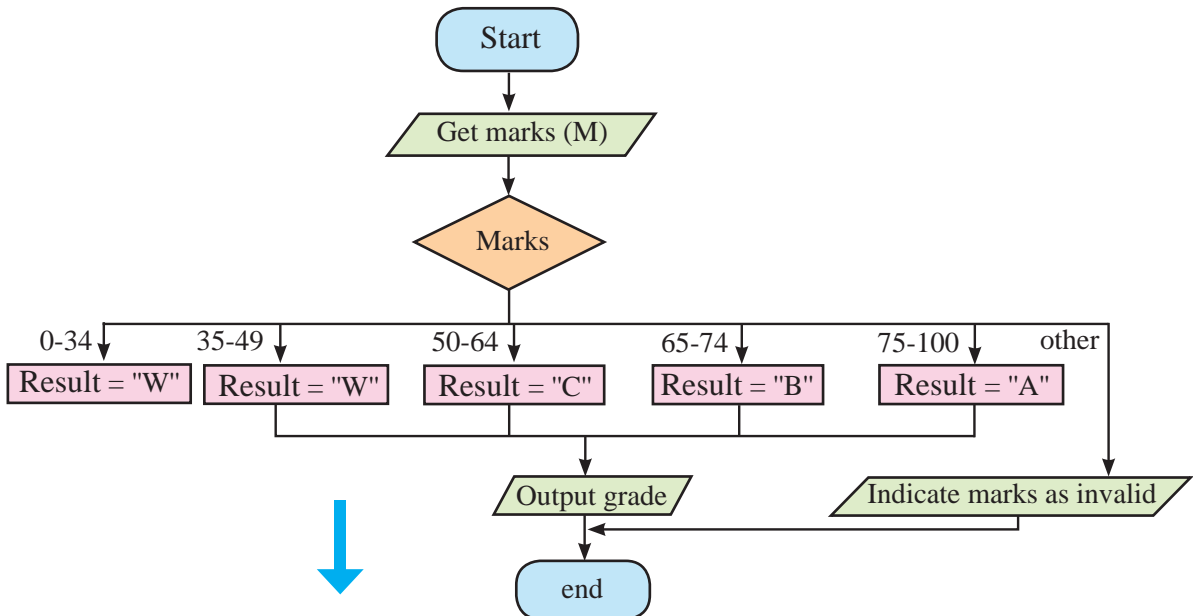 Start
Get marks (M)
Marks
0-34
35-49
50-64
65-74
75-100
other
Result = "W"
Result = "W"
Result = "C"
Result = "B"
Result = "A"
Output grade
Indicate marks as invalid
end